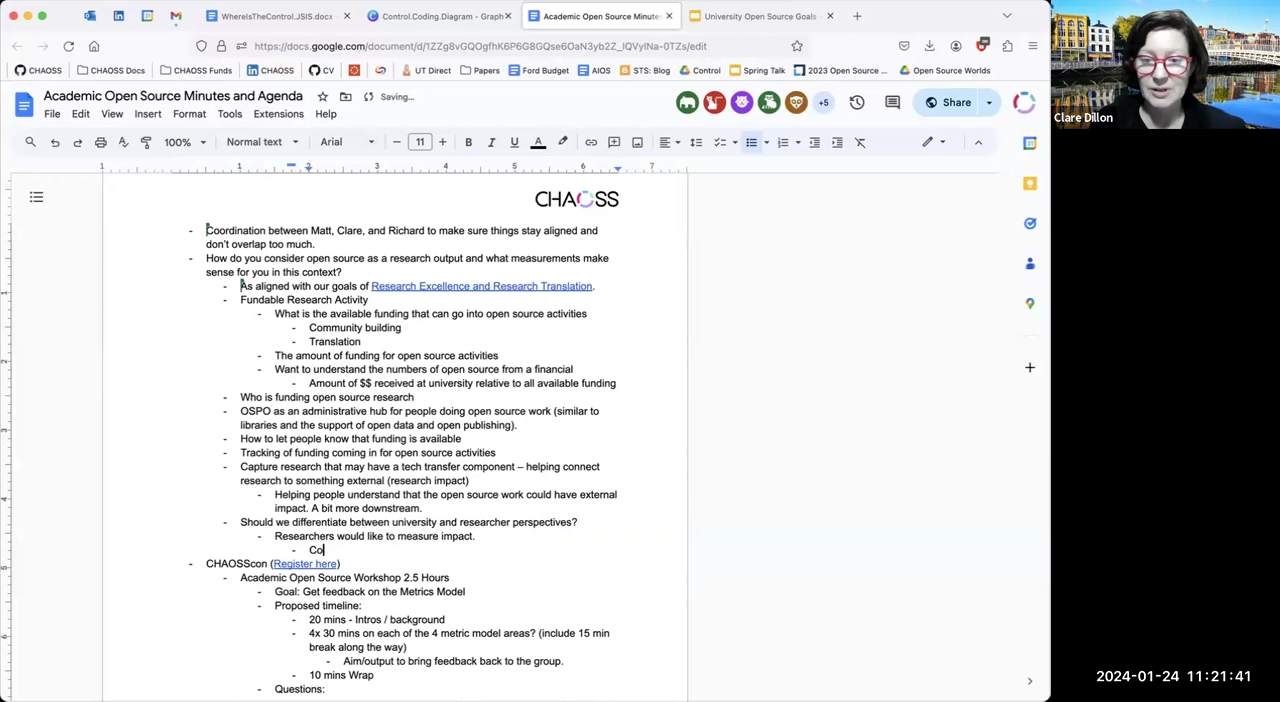 WhereIsTheControl.JSIS.docx
Control.Coding.Diagram - Graph
Academic Open Source Minute
University Open Source Goals -
https://docs.google.com/document/d/1ZZg8vGQOgfhK6P6G8GQse6DaN3yb2Z_IQVyINa-0TZs/edit
CHAOSS
CHAOSS Docs
CHAOSS Funds
CHAOSS
CV
UT Direct
Papers
Ford Budget
AIOS
STS: Blog
Control
Spring Talk
2023 Open Source ...
Open Source Worlds
Academic Open Source Minutes and Agenda
Saving...
File Edit View Insert Format Tools Extensions Help
+5
Share
100%
Normal text
Arial
11
1 1 2 3 4 5 6 7
CHAOSS
- Coordination between Matt, Clare, and Richard to make sure things stay aligned and
don't overlap too much.
- How do you consider open source as a research output and what measurements make
sense for you in this context?
- As aligned with our goals of Research Excellence and Research Translation.
- Fundable Research Activity
- What is the available funding that can go into open source activities
- Community building
- Translation
- The amount of funding for open source activities
- Want to understand the numbers of open source from a financial
- Amount of $$ received at university relative to all available funding
- Who is funding open source research
- OSPO as an administrative hub for people doing open source work (similar to
libraries and the support of open data and open publishing).
- How to let people know that funding is available
- Tracking of funding coming in for open source activities
- Capture research that may have a tech transfer component – helping connect
research to something external (research impact)
- Helping people understand that the open source work could have external
impact. A bit more downstream.
- Should we differentiate between university and researcher perspectives?
- Researchers would like to measure impact.
- Co
- CHAOSScon (Register here)
- Academic Open Source Workshop 2.5 Hours
- Goal: Get feedback on the Metrics Model
- Proposed timeline:
- 20 mins - Intros / background
- 4x 30 mins on each of the 4 metric model areas? (include 15 min
break along the way)
- Aim/output to bring feedback back to the group.
- 10 mins Wrap
- Questions:
Clare Dillon
2024-01-24 11:21:41